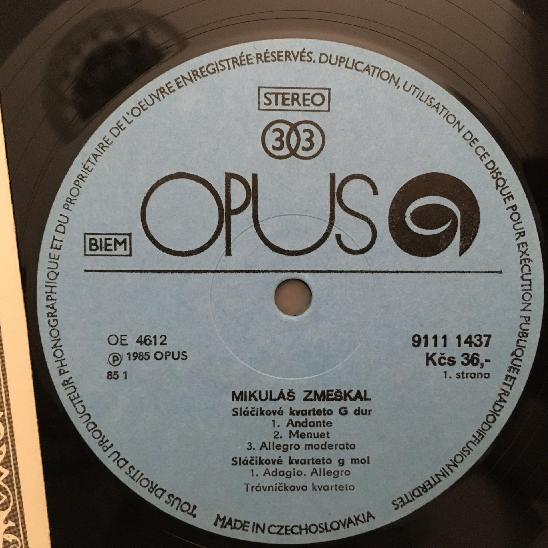 TOUS DROITS DU PRODUCTEUR PHONOGRAPHIQUE ET DU PROPRIÉTAIRE DE L'OEUVRE ENREGISTRÉE RÉSERVÉS. DUPLICATION, UTILISATION DE CE DISQUE POUR EXÉCUTION PUBLIQUE ET RADIODIFFUSION INTERDITES
STEREO
33
OPUS
BIEM
OE 4612
℗ 1985 OPUS
85 1
9111 1437
Kčs 36,-
1. strana
MIKULÁŠ ZMEŠKAL
Sláčikové kvarteto G dur
1. Andante
2. Menuet
3. Allegro moderato
Sláčikové kvarteto g mol
1. Adagio. Allegro
Trávníčkovo kvarteto
MADE IN CZECHOSLOVAKIA